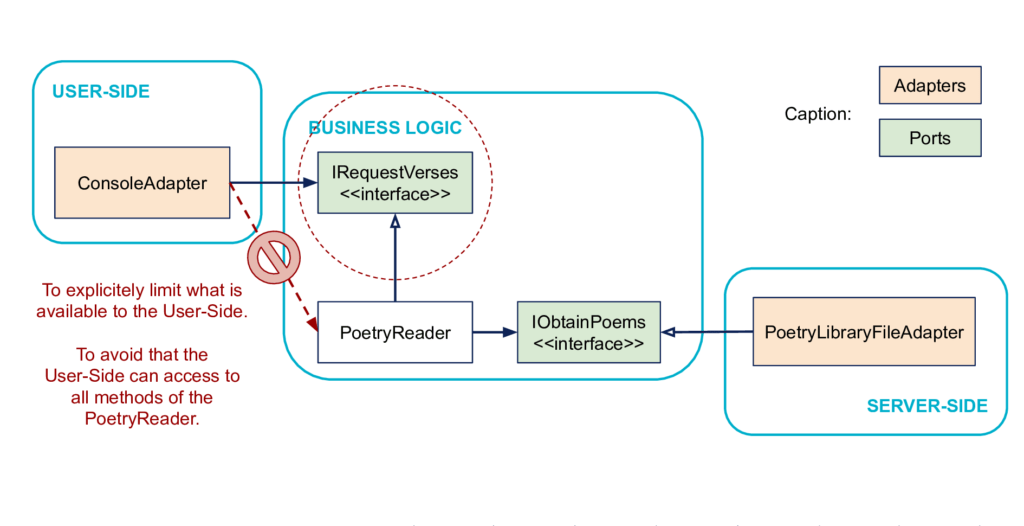 USER-SIDE
ConsoleAdapter
BUSINESS LOGIC
IRequestVerses
<<interface>>
PoetryReader
IObtainPoems
<<interface>>
Caption:
Adapters
Ports
PoetryLibraryFileAdapter
SERVER-SIDE
To explicitely limit what is
available to the User-Side.
To avoid that the
User-Side can access to
all methods of the
PoetryReader.